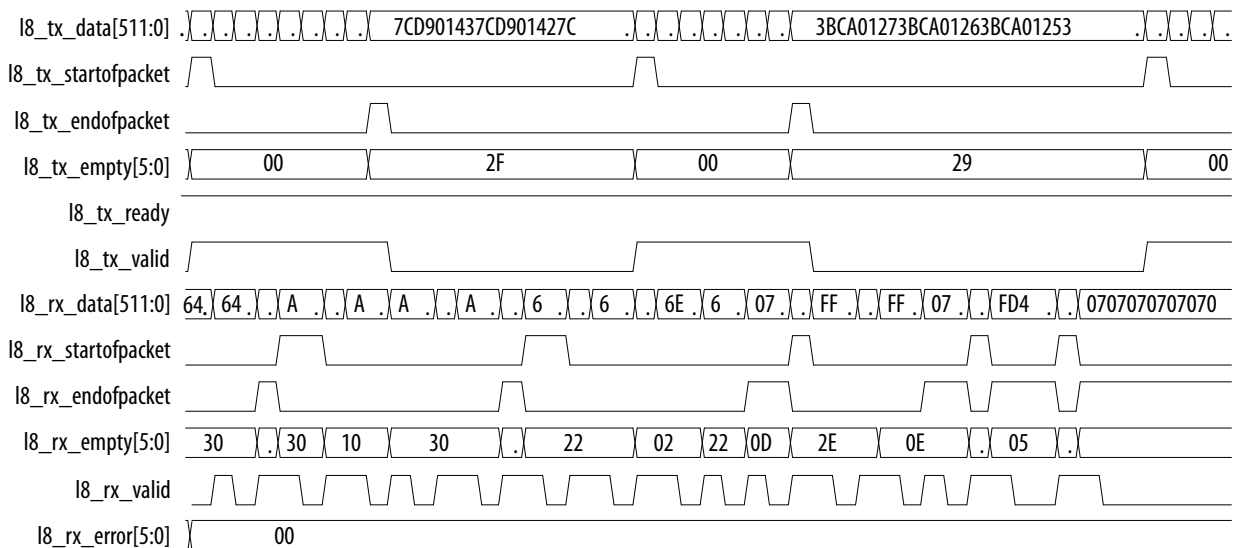 l8_tx_data[511:0] . . . . . . . . . 7CD901437CD901427C . . . . . . . . 3BCA01273BCA01263BCA01253 . . . . .
l8_tx_startofpacket
l8_tx_endofpacket
l8_tx_empty[5:0] 00 2F 00 29 00
l8_tx_ready
l8_tx_valid
l8_rx_data[511:0] 64. 64 . . A . . A . A . . A . . 6 . . 6 . . 6E . 6 . 07. . FF . . FF . 07 . . FD4 . . 0707070707070
l8_rx_startofpacket
l8_rx_endofpacket
l8_rx_empty[5:0] 30 . 30 10 30 . 22 02 22 0D 2E 0E . 05 .
l8_rx_valid
l8_rx_error[5:0] 00